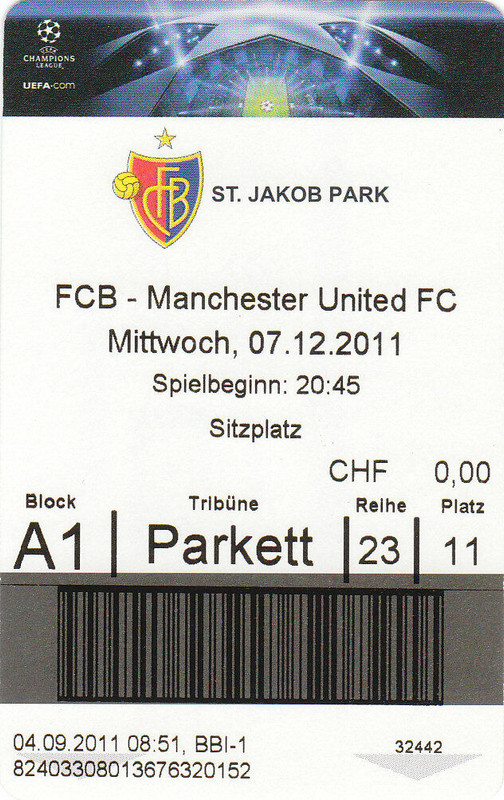 CHAMPIONS
LEAGUE
UEFA.com
FCB
ST. JAKOB PARK
FCB - Manchester United FC
Mittwoch, 07.12.2011
Spielbeginn: 20:45
Sitzplatz
CHF 0,00
Block Tribüne Reihe Platz
A1 Parkett 23 11
04.09.2011 08:51, BBI-1 32442
82403308013676320152